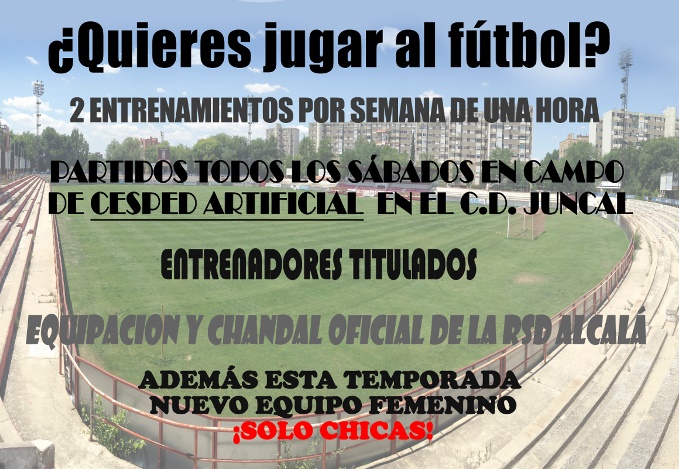 ¿Quieres jugar al fútbol?
2 ENTRENAMIENTOS POR SEMANA DE UNA HORA
PARTIDOS TODOS LOS SÁBADOS EN CAMPO
DE CESPED ARTIFICIAL EN EL C.D. JUNCAL
ENTRENADORES TITULADOS
EQUIPACION Y CHANDAL OFICIAL DE LA RSD ALCALÁ
ADEMÁS ESTA TEMPORADA
NUEVO EQUIPO FEMENINO
¡SOLO CHICAS!